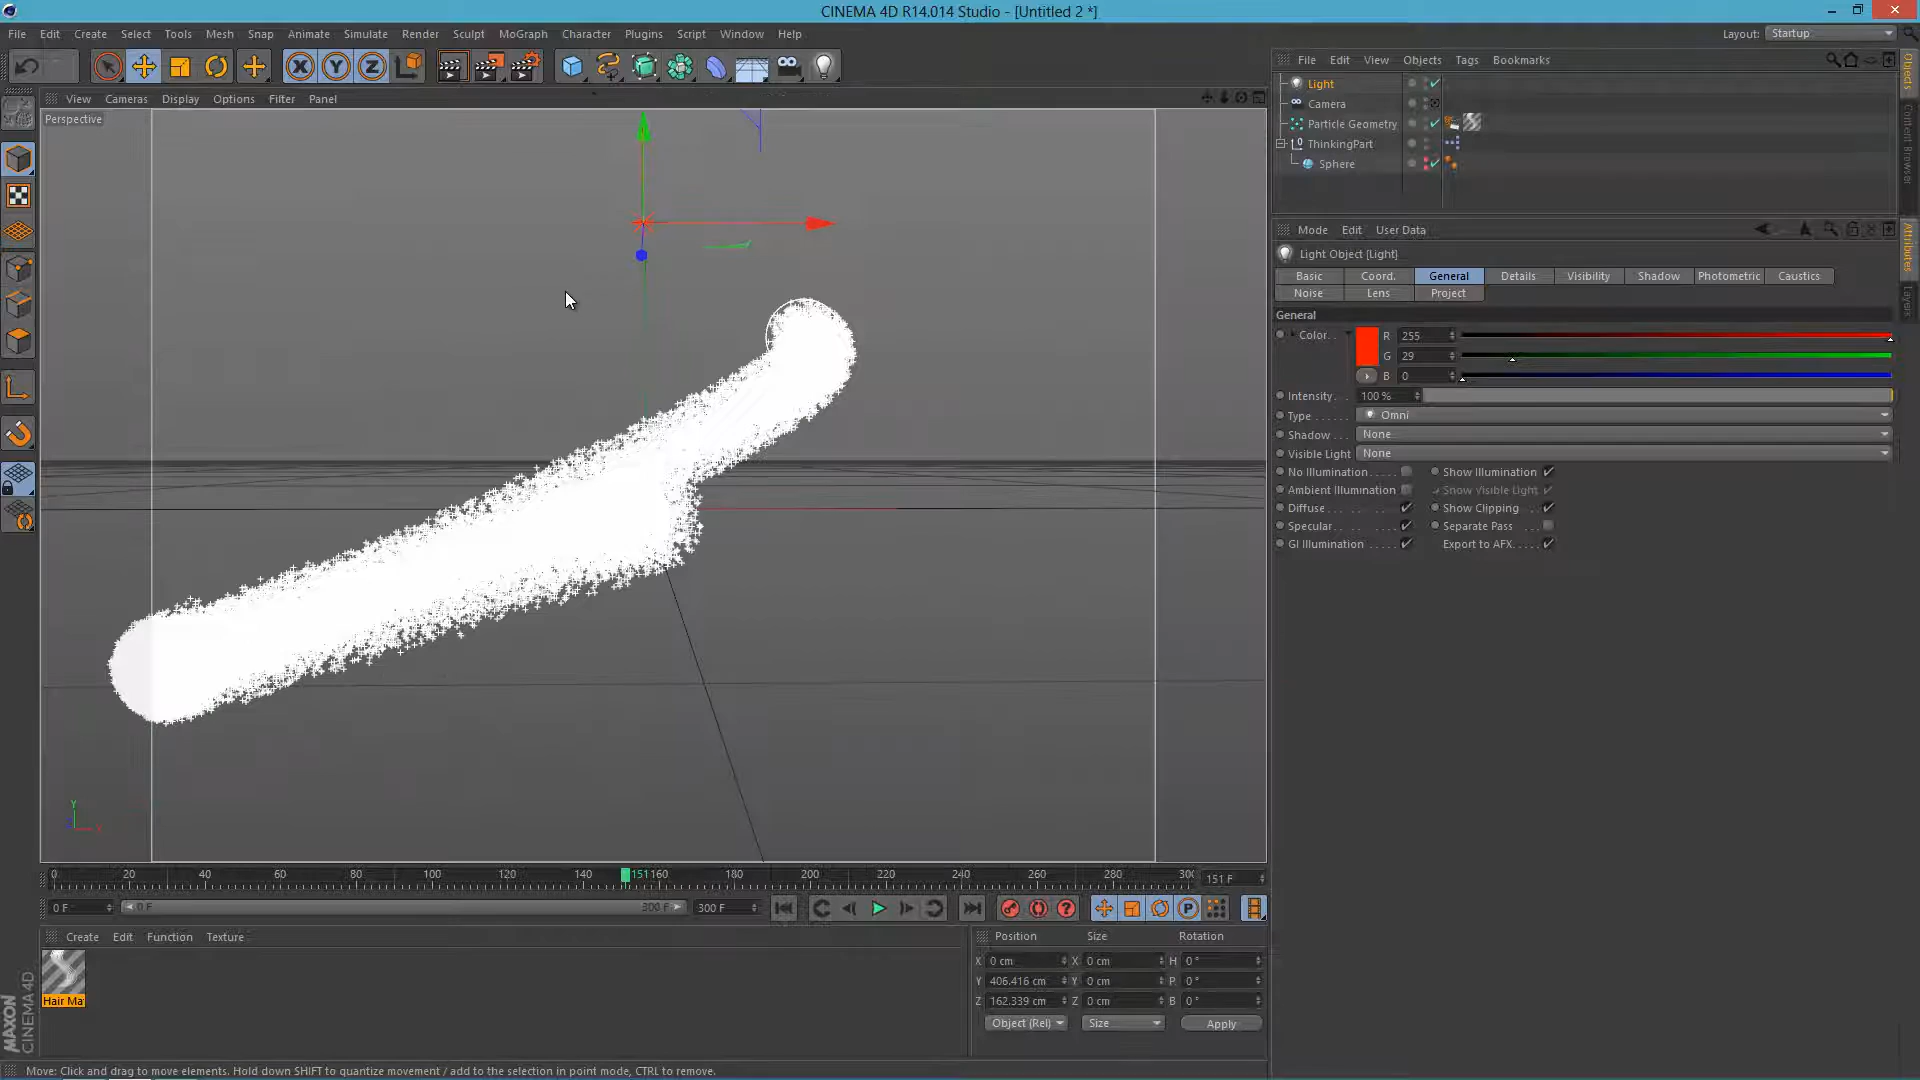 CINEMA 4D R14.014 Studio - [Untitled 2 *]
File Edit Create Select Tools Mesh Snap Animate Simulate Render Sculpt MoGraph Character Plugins Script Window Help
Layout: Startup
View Cameras Display Options Filter Panel
Perspective
File Edit View Objects Tags Bookmarks
Light
Camera
Particle Geometry
ThinkingPart
Sphere
Objects
Content Browser
Attributes
Layers
Mode Edit User Data
Light Object [Light]
Basic Coord. General Details Visibility Shadow Photometric Caustics
Noise Lens Project
General
Color. . R 255
G 29
B 0
Intensity. . 100 %
Type . . . . . Omni
Shadow . . . None
Visible Light None
No Illumination. . . . . Show Illumination
Ambient Illumination Show Visible Light
Diffuse . . . . . . . . . . . Show Clipping
Specular. . . . . . . . . . Separate Pass
GI Illumination . . . . . Export to AFX. . . . .
Y
X
0 20 40 60 80 100 120 140 151 160 180 200 220 240 260 280 300 151 F
0 F 0 F 300 F 300 F
Create Edit Function Texture
Hair Ma
MAXON
CINEMA 4D
Position Size Rotation
X 0 cm X 0 cm H 0 °
Y 406.416 cm Y 0 cm P 0 °
Z 162.339 cm Z 0 cm B 0 °
Object (Rel) Size Apply
Move: Click and drag to move elements. Hold down SHIFT to quantize movement / add to the selection in point mode, CTRL to remove.